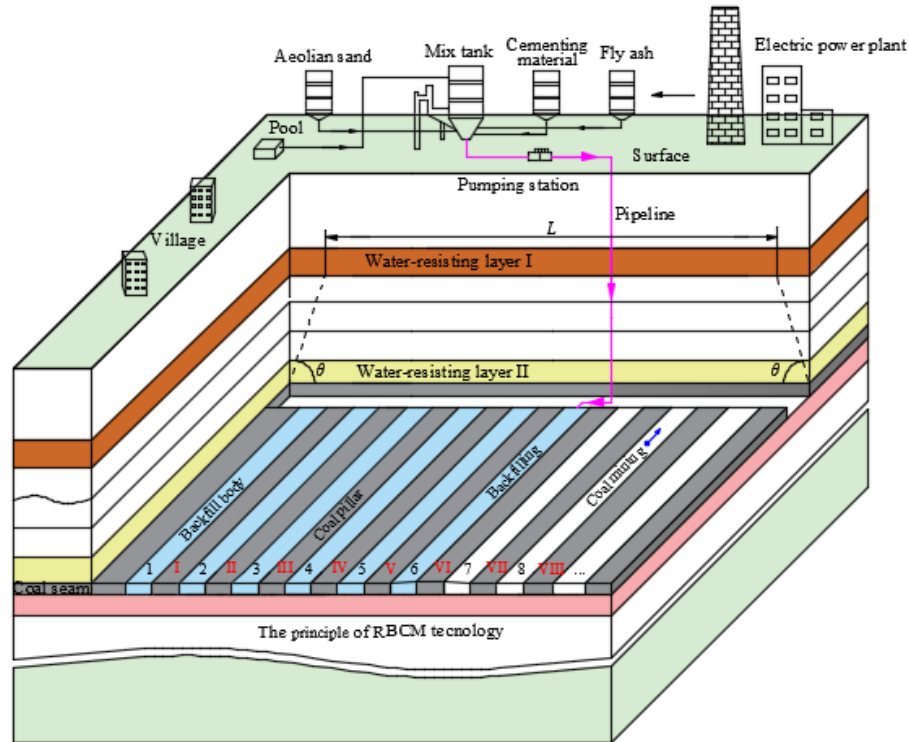 Aeolian sand
Mix tank
Cementing
material
Fly ash
Electric power plant
Pool
Surface
Pumping station
Village
Pipeline
L
Water-resisting layer I
Water-resisting layer II
θ
θ
Backfill body
Coal pillar
Backfilling
Coal mining
1 I 2 II 3 III 4 IV 5 V 6 VI 7 VII 8 VIII ...
Coal seam
The principle of RBCM tecnology